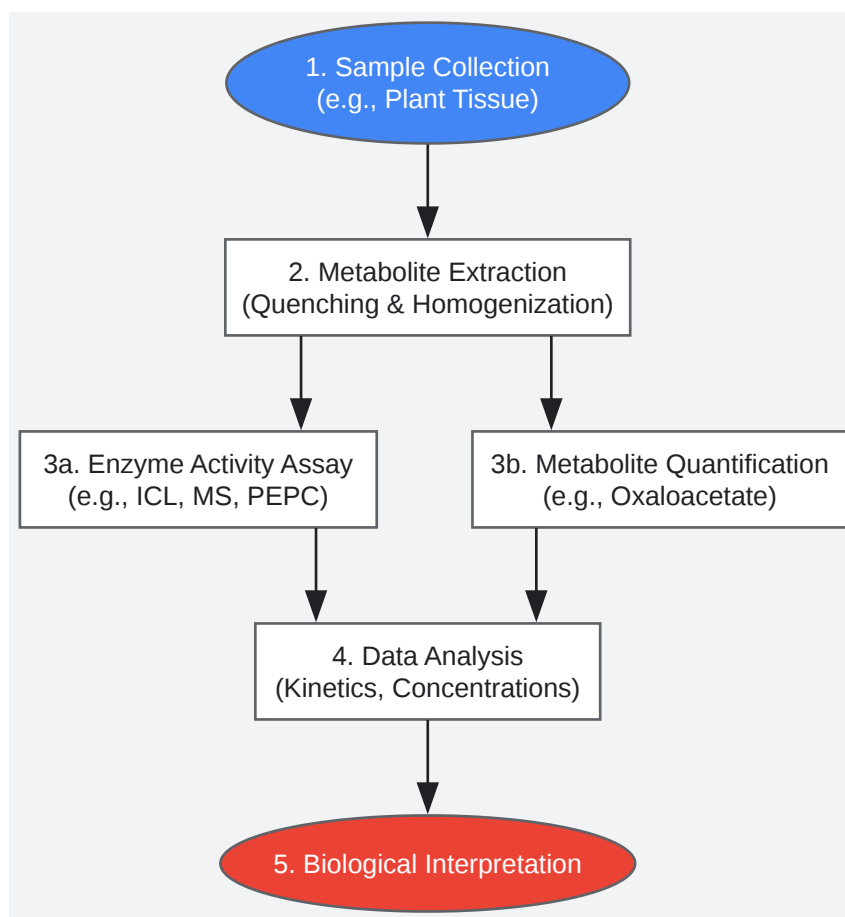 1. Sample Collection
(e.g., Plant Tissue)
2. Metabolite Extraction
(Quenching & Homogenization)
3a. Enzyme Activity Assay
(e.g., ICL, MS, PEPC)
3b. Metabolite Quantification
(e.g., Oxaloacetate)
4. Data Analysis
(Kinetics, Concentrations)
5. Biological Interpretation